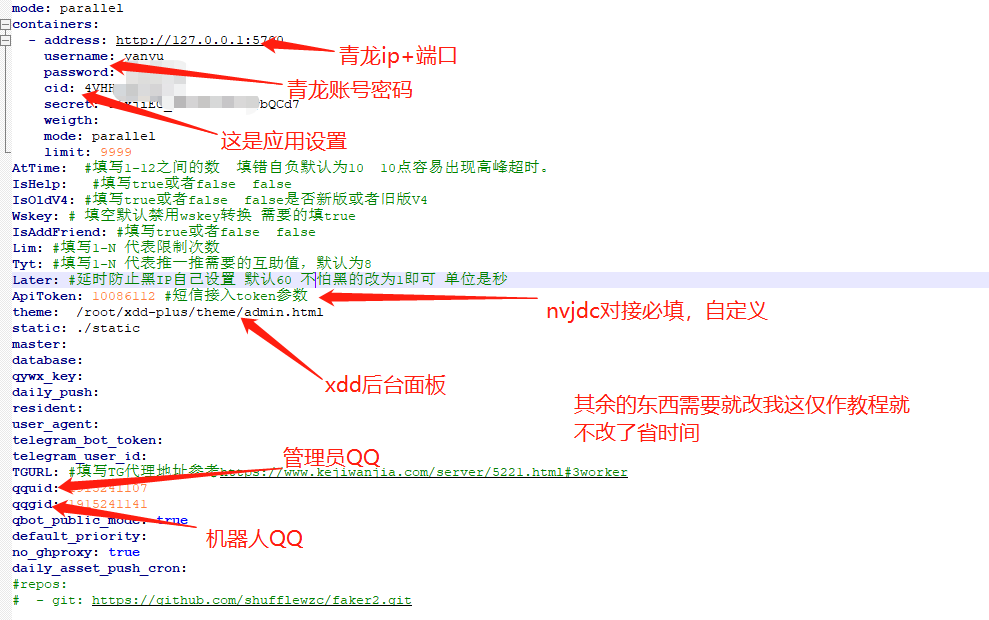 mode: parallel
containers:
- address: http://127.0.0.1:5700
青龙ip+端口
username: yanyu
password:
青龙账号密码
cid: 4VHF
secret: bQCd7
weigth:
这是应用设置
mode: parallel
limit: 9999
AtTime: #填写1-12之间的数 填错自负默认为10 10点容易出现高峰超时。
IsHelp: #填写true或者false false
IsOldV4: #填写true或者false false是否新版或者旧版V4
Wskey: # 填空默认禁用wskey转换 需要的填true
IsAddFriend: #填写true或者false false
Lim: #填写1-N 代表限制次数
Tyt: #填写1-N 代表推一推需要的互助值，默认为8
Later: #延时防止黑IP自己设置 默认60 不怕黑的改为1即可 单位是秒
ApiToken: 10086112 #短信接入token参数
nvjdc对接必填，自定义
theme: /root/xdd-plus/theme/admin.html
static: ./static
master:
database:
qywx_key:
xdd后台面板
daily_push:
resident:
其余的东西需要就改我这仅作教程就
不改了省时间
user_agent:
telegram_bot_token:
telegram_user_id:
管理员QQ
TGURL: #填写TG代理地址参考https://www.kejiwanjia.com/server/5221.html#3worker
qquid:
qqgid: 1915241141
qbot_public_mode: true
机器人QQ
default_priority:
no_ghproxy: true
daily_asset_push_cron:
#repos:
# - git: https://github.com/shufflewzc/faker2.git